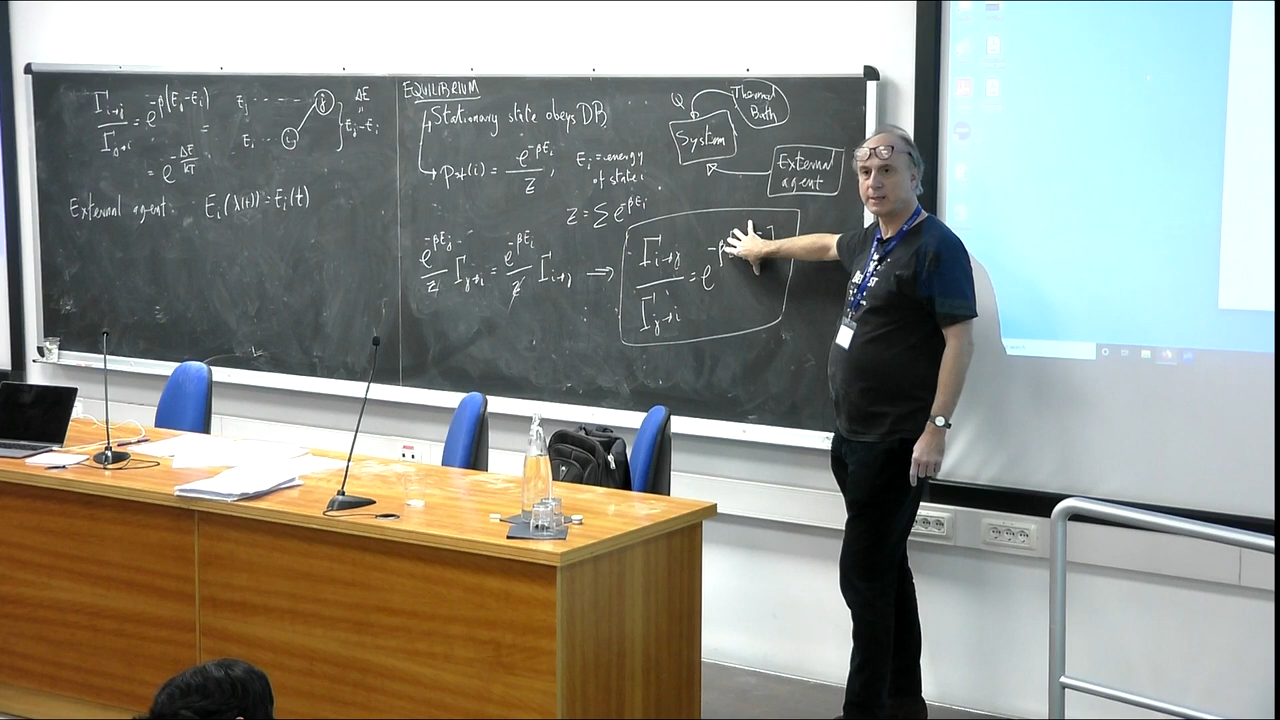 Γi→j / Γj→i = e^-β(Ej-Ei) =
= e^-ΔE/kT
Ej
j
ΔE
"
Ej-Ei
Ei
i
External agent. Ei(λ(t))=Ei(t)
EQUILIBRIUM
Stationary state obeys DB
Pst(i) = e^-βEi / Z, Ei = energy of state i
Z = Σ e^-βEi
e^-βEj / Z Γj→i = e^-βEi / Z Γi→j ⇒
Γi→j / Γj→i = e^-β
Q
Thermal
Bath
System
External
agent